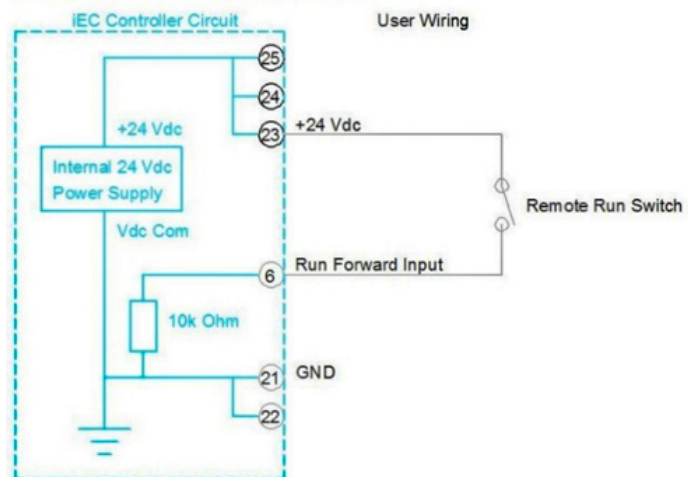 iEC Controller Circuit
User Wiring
25
24
+24 Vdc
23
+24 Vdc
Internal 24 Vdc
Power Supply
Remote Run Switch
Vdc Com
6
Run Forward Input
10k Ohm
21
GND
22